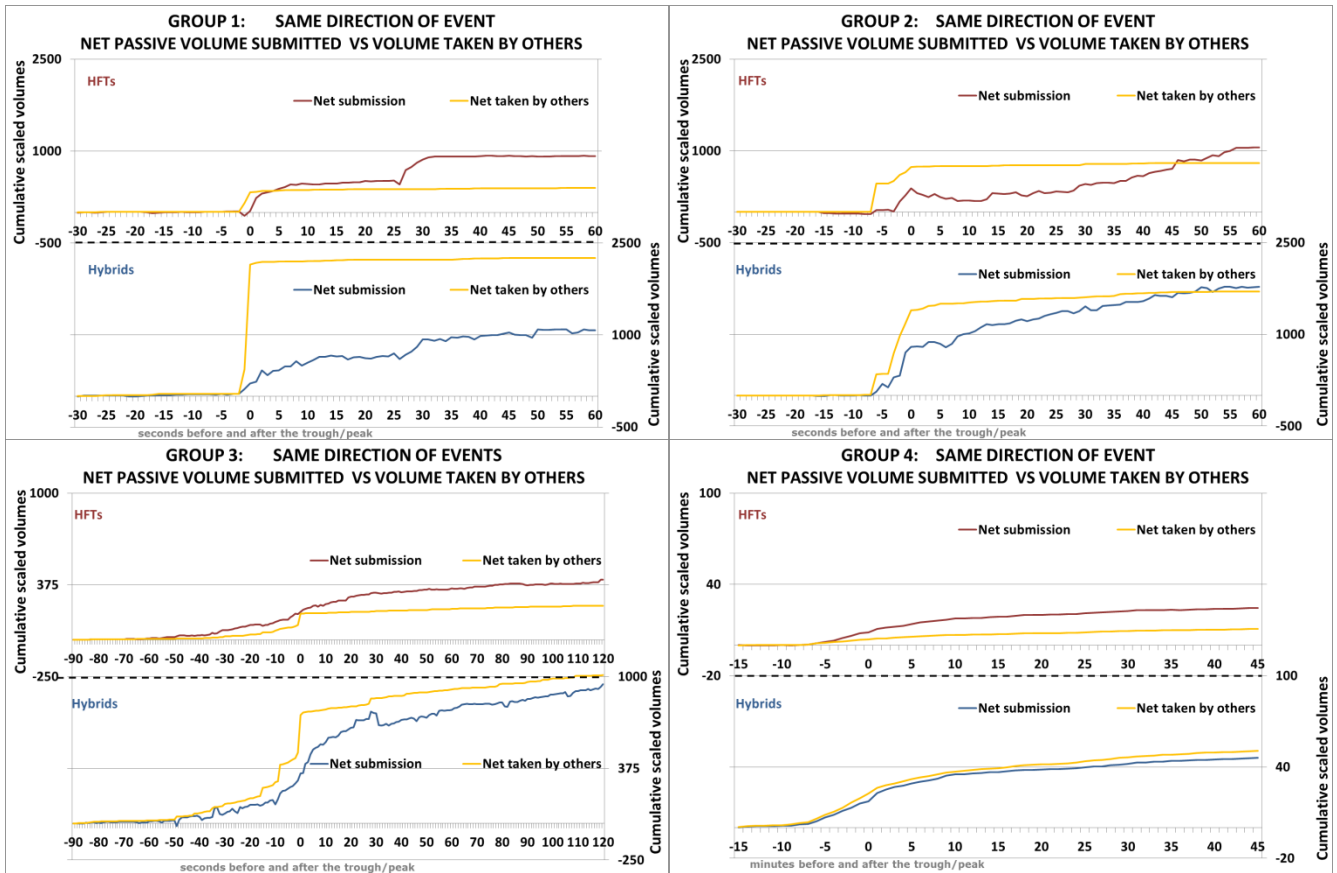 GROUP 1: SAME DIRECTION OF EVENT
NET PASSIVE VOLUME SUBMITTED VS VOLUME TAKEN BY OTHERS
Cumulative scaled volumes
2500
1000
-500
HFTs
Net submission Net taken by others
-30 -25 -20 -15 -10 -5 0 5 10 15 20 25 30 35 40 45 50 55 60
Hybrids
Net submission Net taken by others
2500
1000
-500
Cumulative scaled volumes
-30 -25 -20 -15 -10 -5 0 5 10 15 20 25 30 35 40 45 50 55 60
seconds before and after the trough/peak
GROUP 2: SAME DIRECTION OF EVENT
NET PASSIVE VOLUME SUBMITTED VS VOLUME TAKEN BY OTHERS
Cumulative scaled volumes
2500
1000
-500
HFTs
Net submission Net taken by others
-30 -25 -20 -15 -10 -5 0 5 10 15 20 25 30 35 40 45 50 55 60
Hybrids
Net submission Net taken by others
2500
1000
-500
Cumulative scaled volumes
-30 -25 -20 -15 -10 -5 0 5 10 15 20 25 30 35 40 45 50 55 60
seconds before and after the trough/peak
GROUP 3: SAME DIRECTION OF EVENTS
NET PASSIVE VOLUME SUBMITTED VS VOLUME TAKEN BY OTHERS
Cumulative scaled volumes
1000
375
-250
HFTs
Net submission Net taken by others
-90 -80 -70 -60 -50 -40 -30 -20 -10 0 10 20 30 40 50 60 70 80 90 100 110 120
Hybrids
Net submission Net taken by others
1000
375
-250
Cumulative scaled volumes
-90 -80 -70 -60 -50 -40 -30 -20 -10 0 10 20 30 40 50 60 70 80 90 100 110 120
seconds before and after the trough/peak
GROUP 4: SAME DIRECTION OF EVENT
NET PASSIVE VOLUME SUBMITTED VS VOLUME TAKEN BY OTHERS
Cumulative scaled volumes
100
40
-20
HFTs
Net submission Net taken by others
-15 -10 -5 0 5 10 15 20 25 30 35 40 45
Hybrids
Net submission Net taken by others
100
40
-20
Cumulative scaled volumes
-15 -10 -5 0 5 10 15 20 25 30 35 40 45
minutes before and after the trough/peak